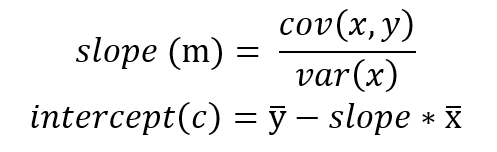 slope (m) = cov(x, y) / var(x)
intercept(c) = y̅ − slope * x̅